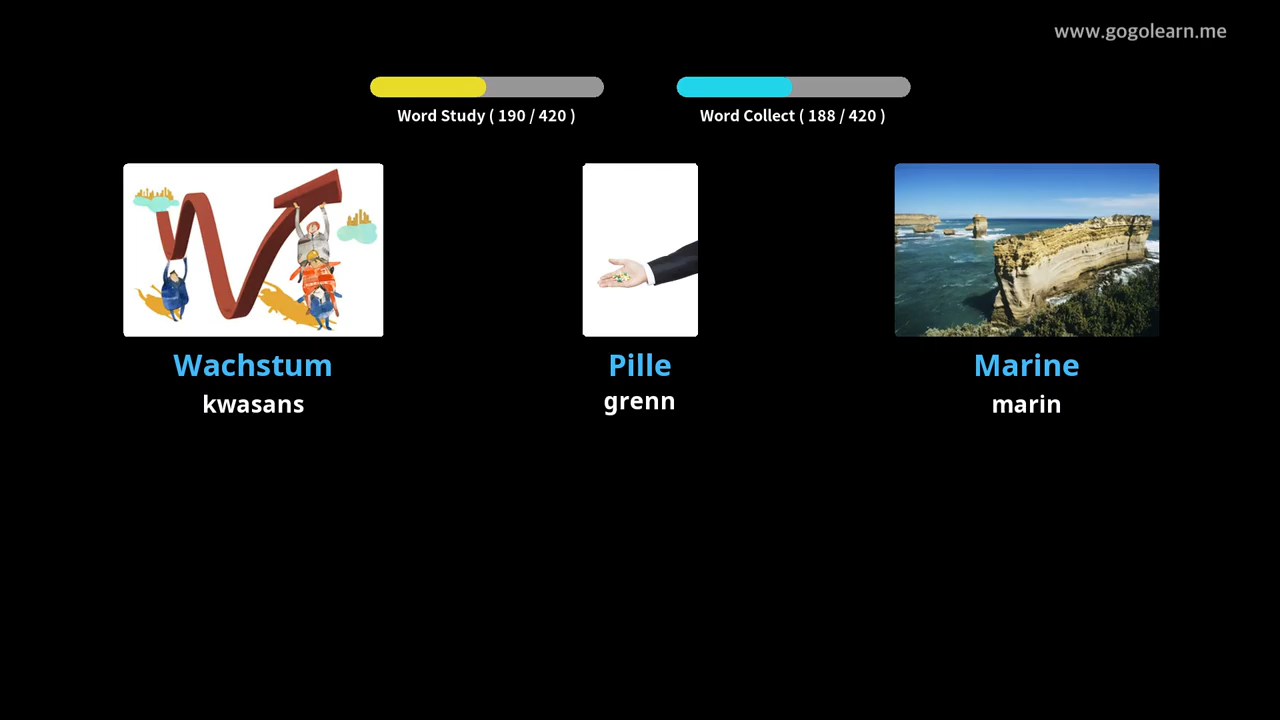 www.gogolearn.me
Word Study ( 190 / 420 )
Word Collect ( 188 / 420 )
Wachstum
kwasans
Pille
grenn
Marine
marin